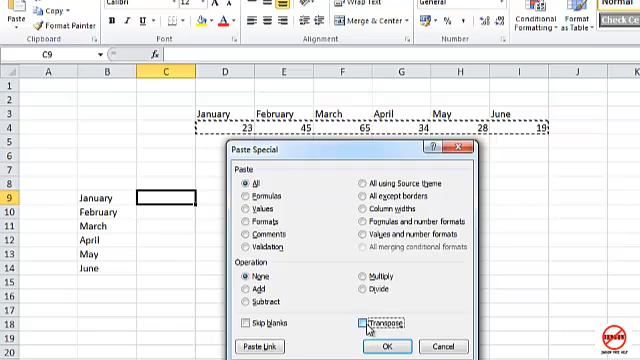 Calibri 12
Wrap Text
Normal
Paste
Copy
Format Painter
B I U
Merge & Center
Conditional Formatting
Format as Table
Check Ce
Clipboard Font Alignment Number
C9 fx
A B C D E F G H I J K
1
2
3 January February March April May June
4 23 45 65 34 28 19
5
6
7
8
9 January
10 February
11 March
12 April
13 May
14 June
15
16
17
18
19
20
Paste Special
Paste
All All using Source theme
Formulas All except borders
Values Column widths
Formats Formulas and number formats
Comments Values and number formats
Validation All merging conditional formats
Operation
None Multiply
Add Divide
Subtract
Skip blanks Transpose
Paste Link OK Cancel